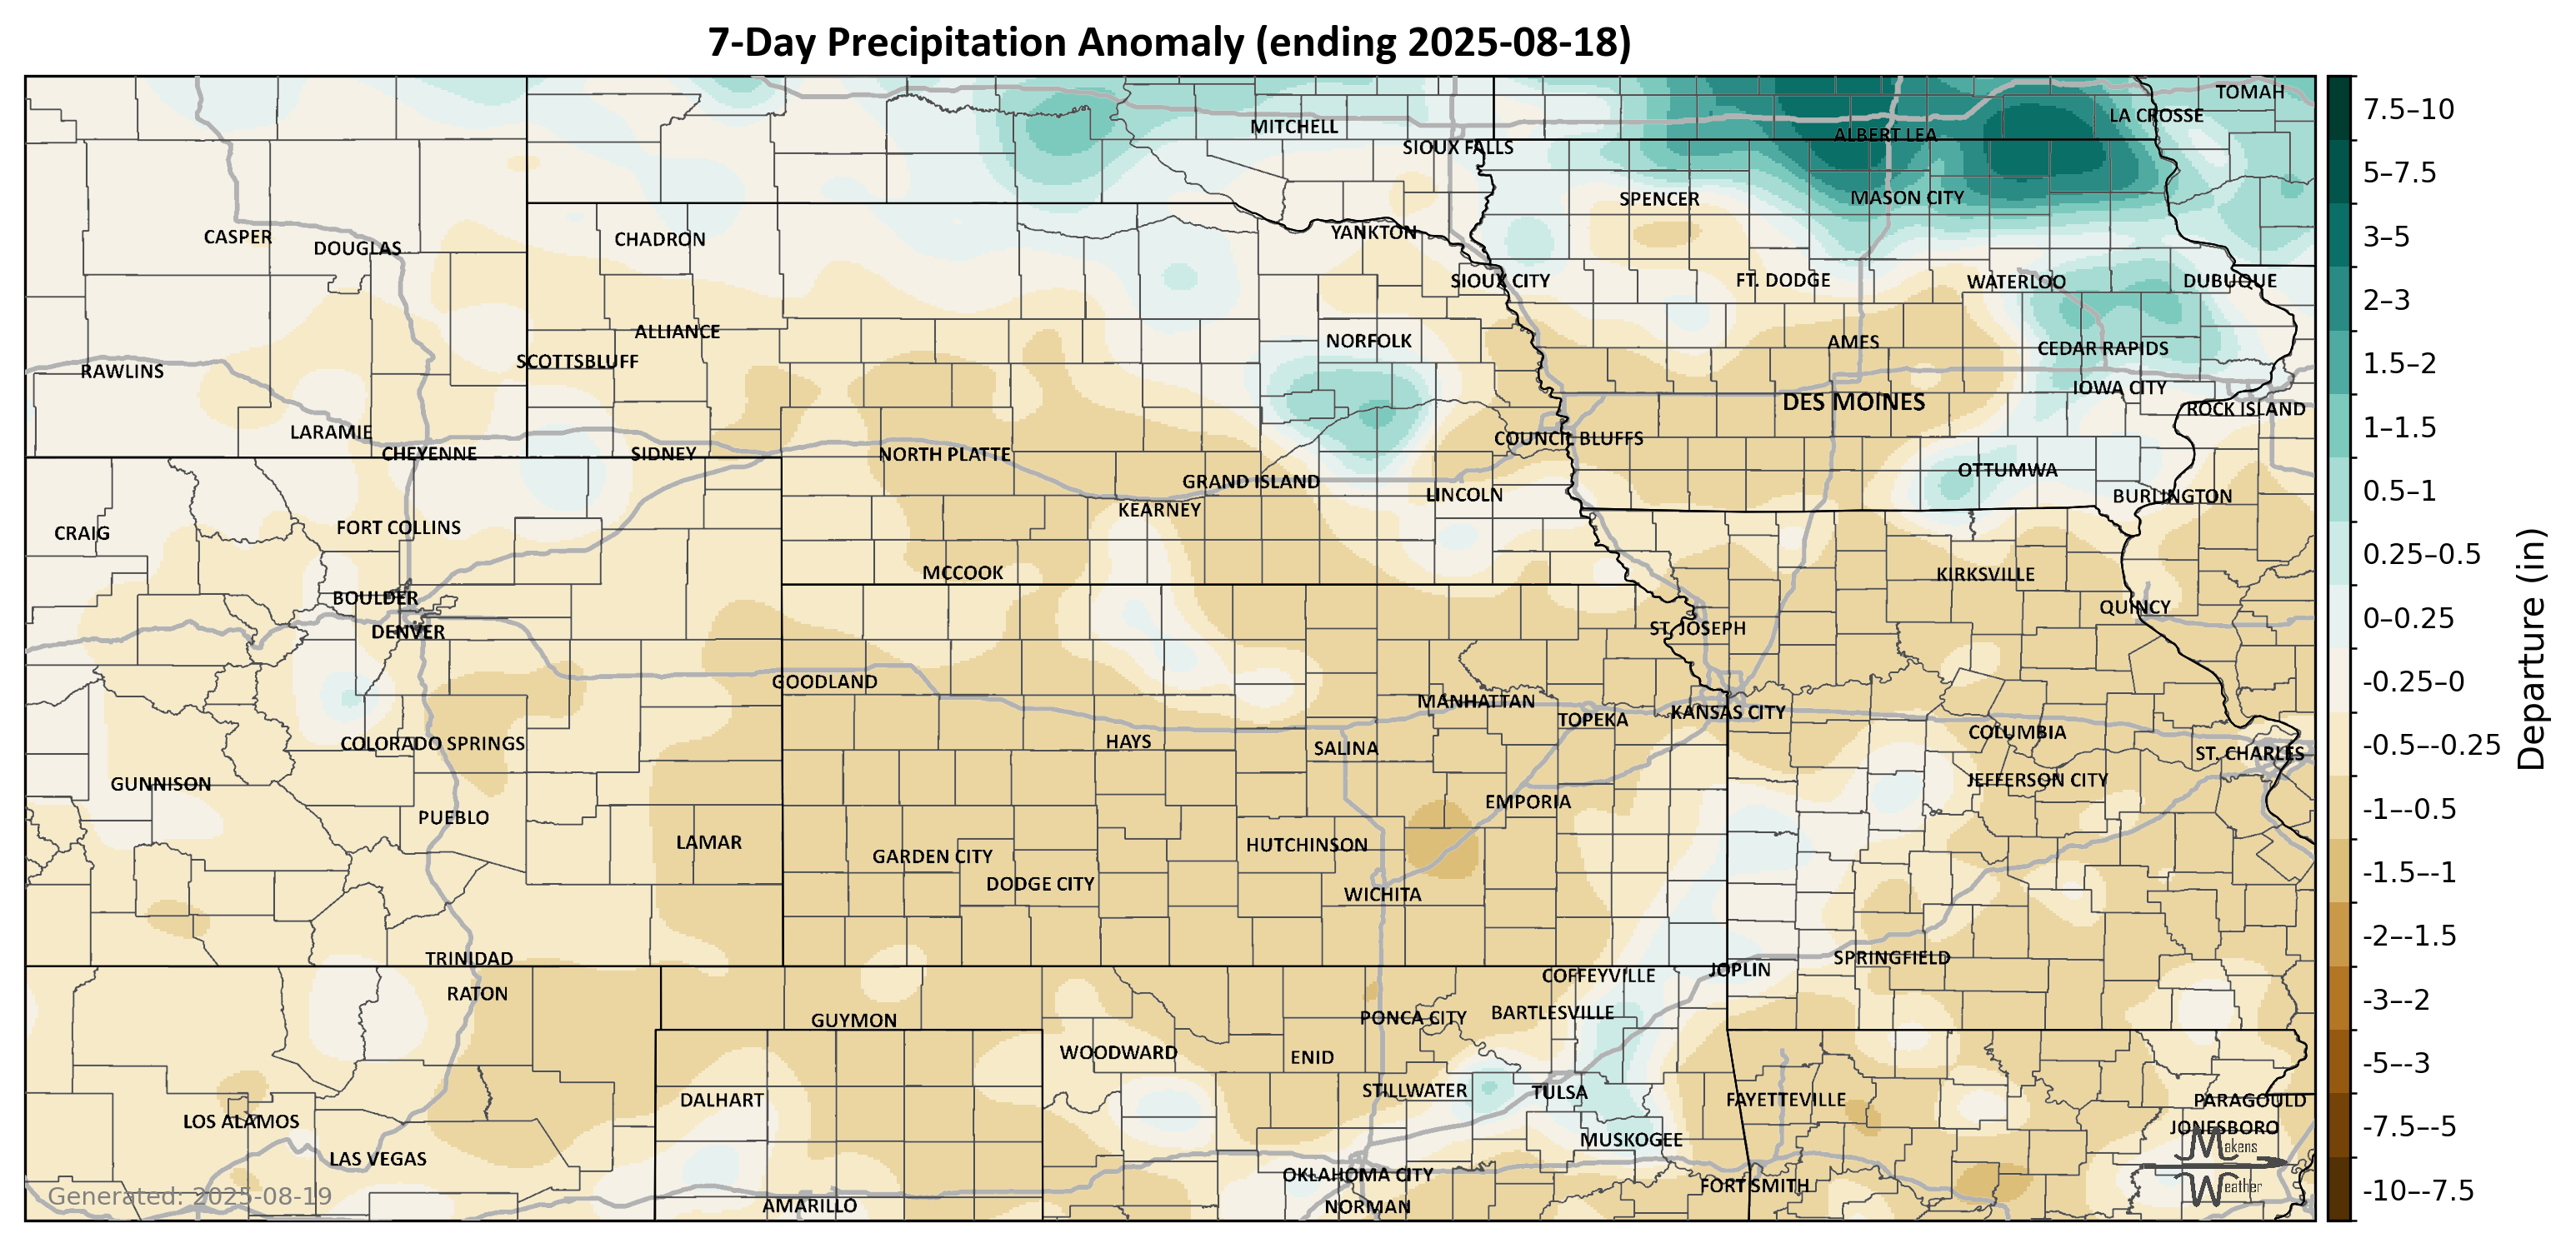 7-Day Precipitation Anomaly (ending 2025-08-18)
TOMAH
7.5–10
LA CROSSE
MITCHELL
ALBERT LEA
SIOUX FALLS
5–7.5
SPENCER
MASON CITY
CASPER
DOUGLAS
CHADRON
YANKTON
3–5
SIOUX CITY
FT. DODGE
WATERLOO
DUBUQUE
2–3
ALLIANCE
NORFOLK
AMES
CEDAR RAPIDS
SCOTTSBLUFF
RAWLINS
1.5–2
IOWA CITY
DES MOINES
ROCK ISLAND
LARAMIE
COUNCIL BLUFFS
1–1.5
CHEYENNE
SIDNEY
NORTH PLATTE
OTTUMWA
GRAND ISLAND
LINCOLN
BURLINGTON
0.5–1
KEARNEY
CRAIG
FORT COLLINS
0.25–0.5
MCCOOK
KIRKSVILLE
BOULDER
QUINCY
0–0.25
DENVER
ST. JOSEPH
GOODLAND
-0.25–0
MANHATTAN
TOPEKA
KANSAS CITY
COLUMBIA
COLORADO SPRINGS
HAYS
SALINA
ST. CHARLES
-0.5–-0.25
Departure (in)
GUNNISON
JEFFERSON CITY
EMPORIA
PUEBLO
-1–-0.5
LAMAR
GARDEN CITY
HUTCHINSON
DODGE CITY
WICHITA
-1.5–-1
TRINIDAD
SPRINGFIELD
-2–-1.5
COFFEYVILLE
JOPLIN
RATON
-3–-2
GUYMON
PONCA CITY
BARTLESVILLE
WOODWARD
ENID
-5–-3
DALHART
STILLWATER
TULSA
FAYETTEVILLE
PARAGOULD
LOS ALAMOS
JONESBORO
-7.5–-5
MUSKOGEE
Makens
LAS VEGAS
OKLAHOMA CITY
FORT SMITH
Weather
-10–-7.5
Generated: 2025-08-19
AMARILLO
NORMAN